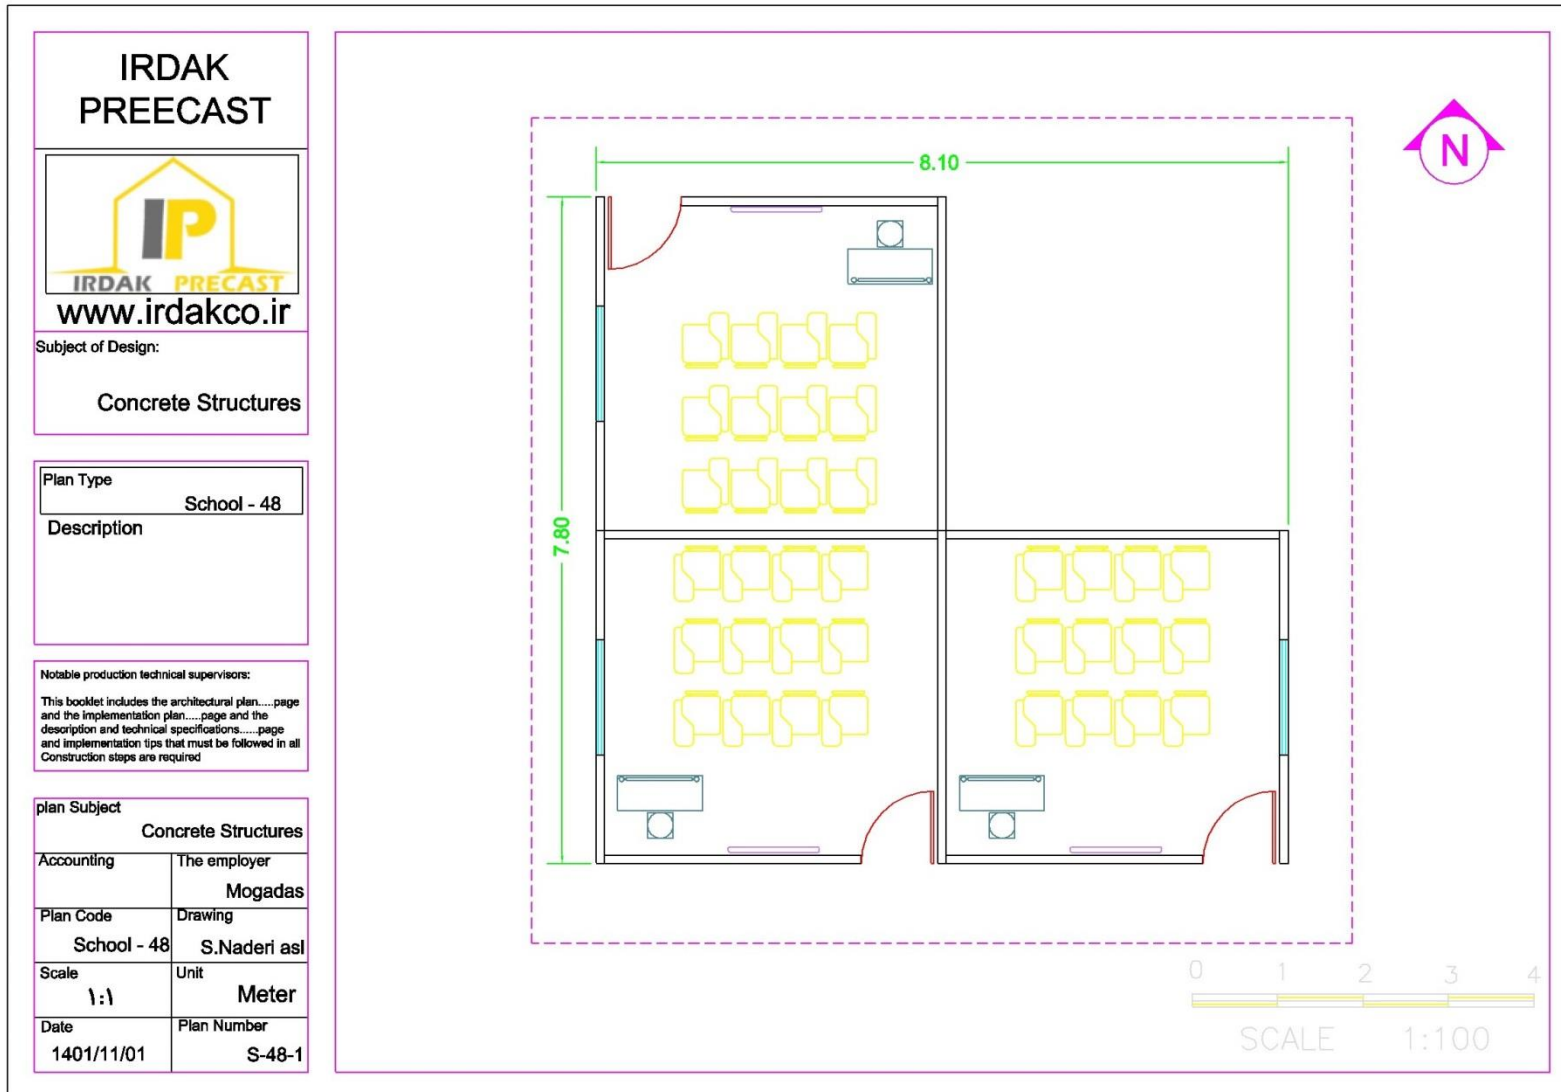 IRDAK
PREECAST
IP
IRDAK PRECAST
www.irdakco.ir
Subject of Design:
Concrete Structures
Plan Type
School - 48
Description
Notable production technical supervisors:
This booklet includes the architectural plan.....page
and the implementation plan.....page and the
description and technical specifications......page
and implementation tips that must be followed in all
Construction steps are required
plan Subject
Concrete Structures
Accounting
The employer
Mogadas
Plan Code
School - 48
Drawing
S.Naderi asl
Scale
۱:۱
Unit
Meter
Date
1401/11/01
Plan Number
S-48-1
8.10
7.80
N
0 1 2 3 4
SCALE 1:100